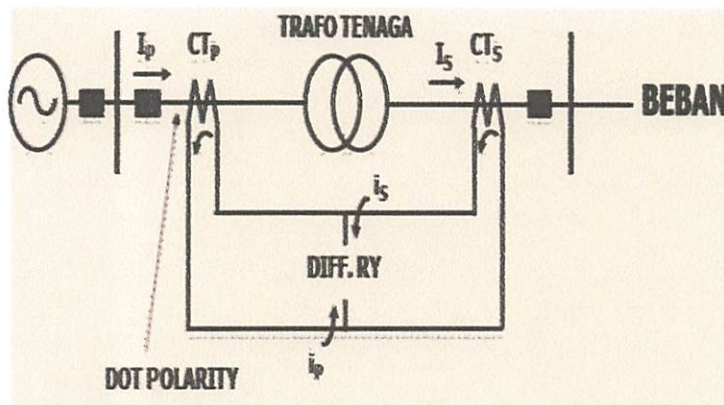 TRAFO TENAGA
Ip CTp Is CTs
BEBAN
is
DIFF. RY
ip
DOT POLARITY